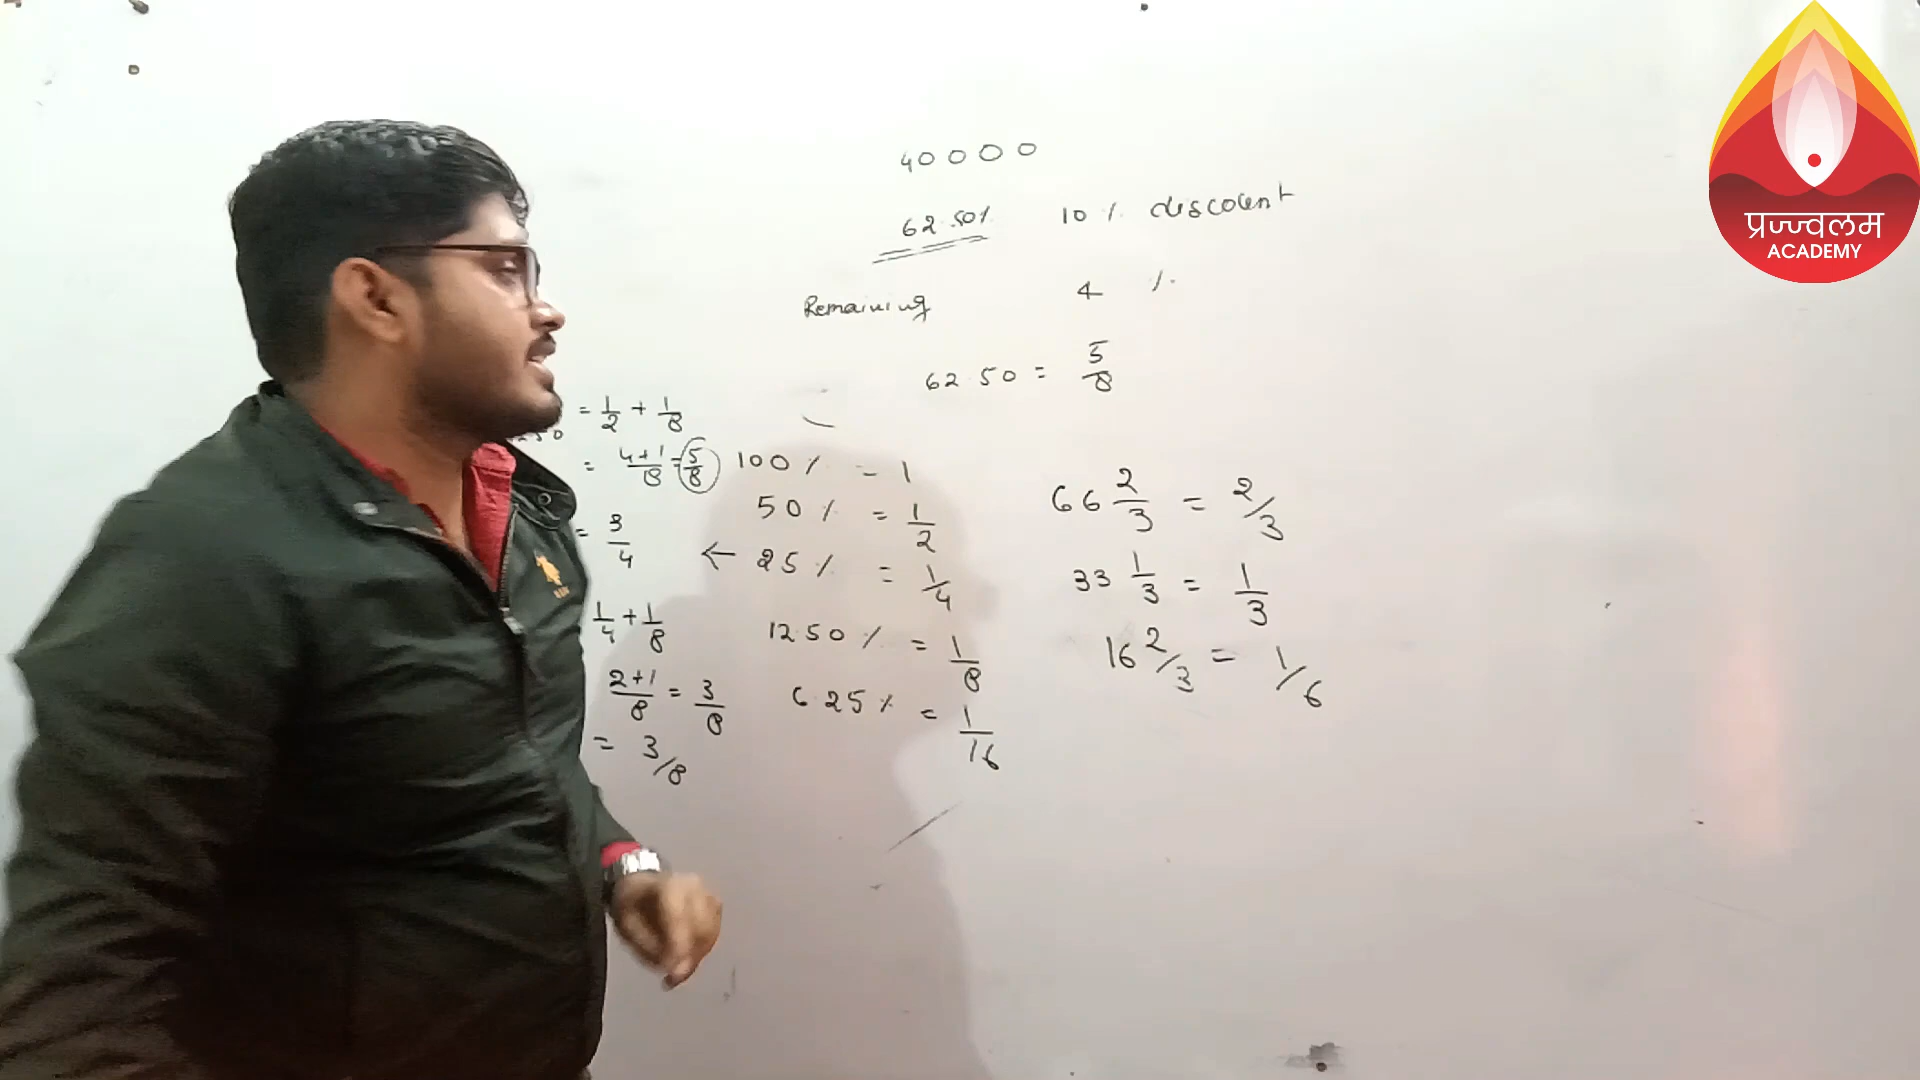 40000
62.50% 10% discount
Remaining 4 %
62.50 = 5/8
= 1/2 + 1/8
= 4+1/8 = 5/8
= 3/4
1/4 + 1/8
2+1/8 = 3/8
= 3/8
100% - 1
50% = 1/2
← 25% = 1/4
12.50% = 1/8
6.25% = 1/16
66 2/3 = 2/3
33 1/3 = 1/3
16 2/3 = 1/6
प्रज्ज्वलम
ACADEMY